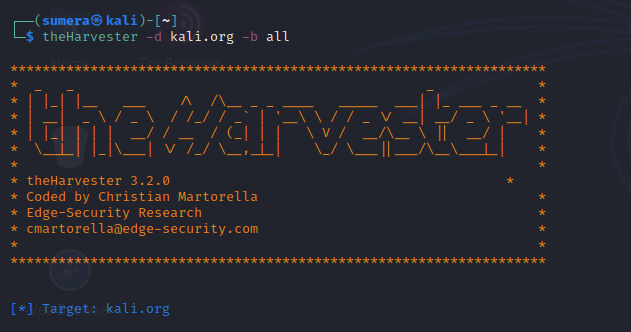 (sumera㉿kali)-[~]
$ theHarvester -d kali.org -b all
*******************************************************************
* theHarvester 3.2.0 *
* Coded by Christian Martorella *
* Edge-Security Research *
* cmartorella@edge-security.com *
* *
*******************************************************************
[*] Target: kali.org